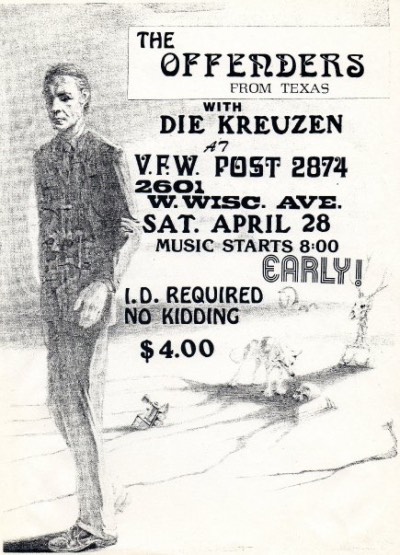 THE
OFFENDERS
FROM TEXAS
WITH
DIE KREUZEN
AT
V.F.W. POST 2874
2601
W. WISC. AVE.
SAT. APRIL 28
MUSIC STARTS 8:00
EARLY!
I.D. REQUIRED
NO KIDDING
$4.00